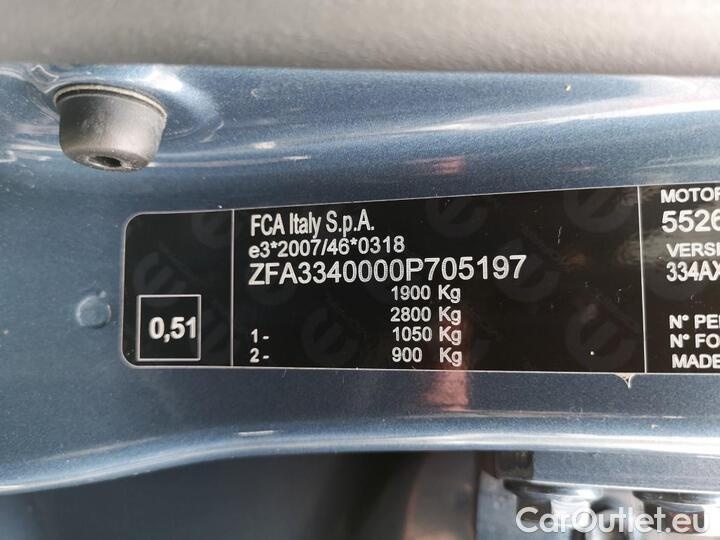 FCA Italy S.p.A.
e3*2007/46*0318
ZFA3340000P705197
1900 Kg
2800 Kg
1- 1050 Kg
2- 900 Kg
0,51
MOTOR
5526
VERSI
334AX
N° PE
N° FO
MADE
CarOutlet.eu